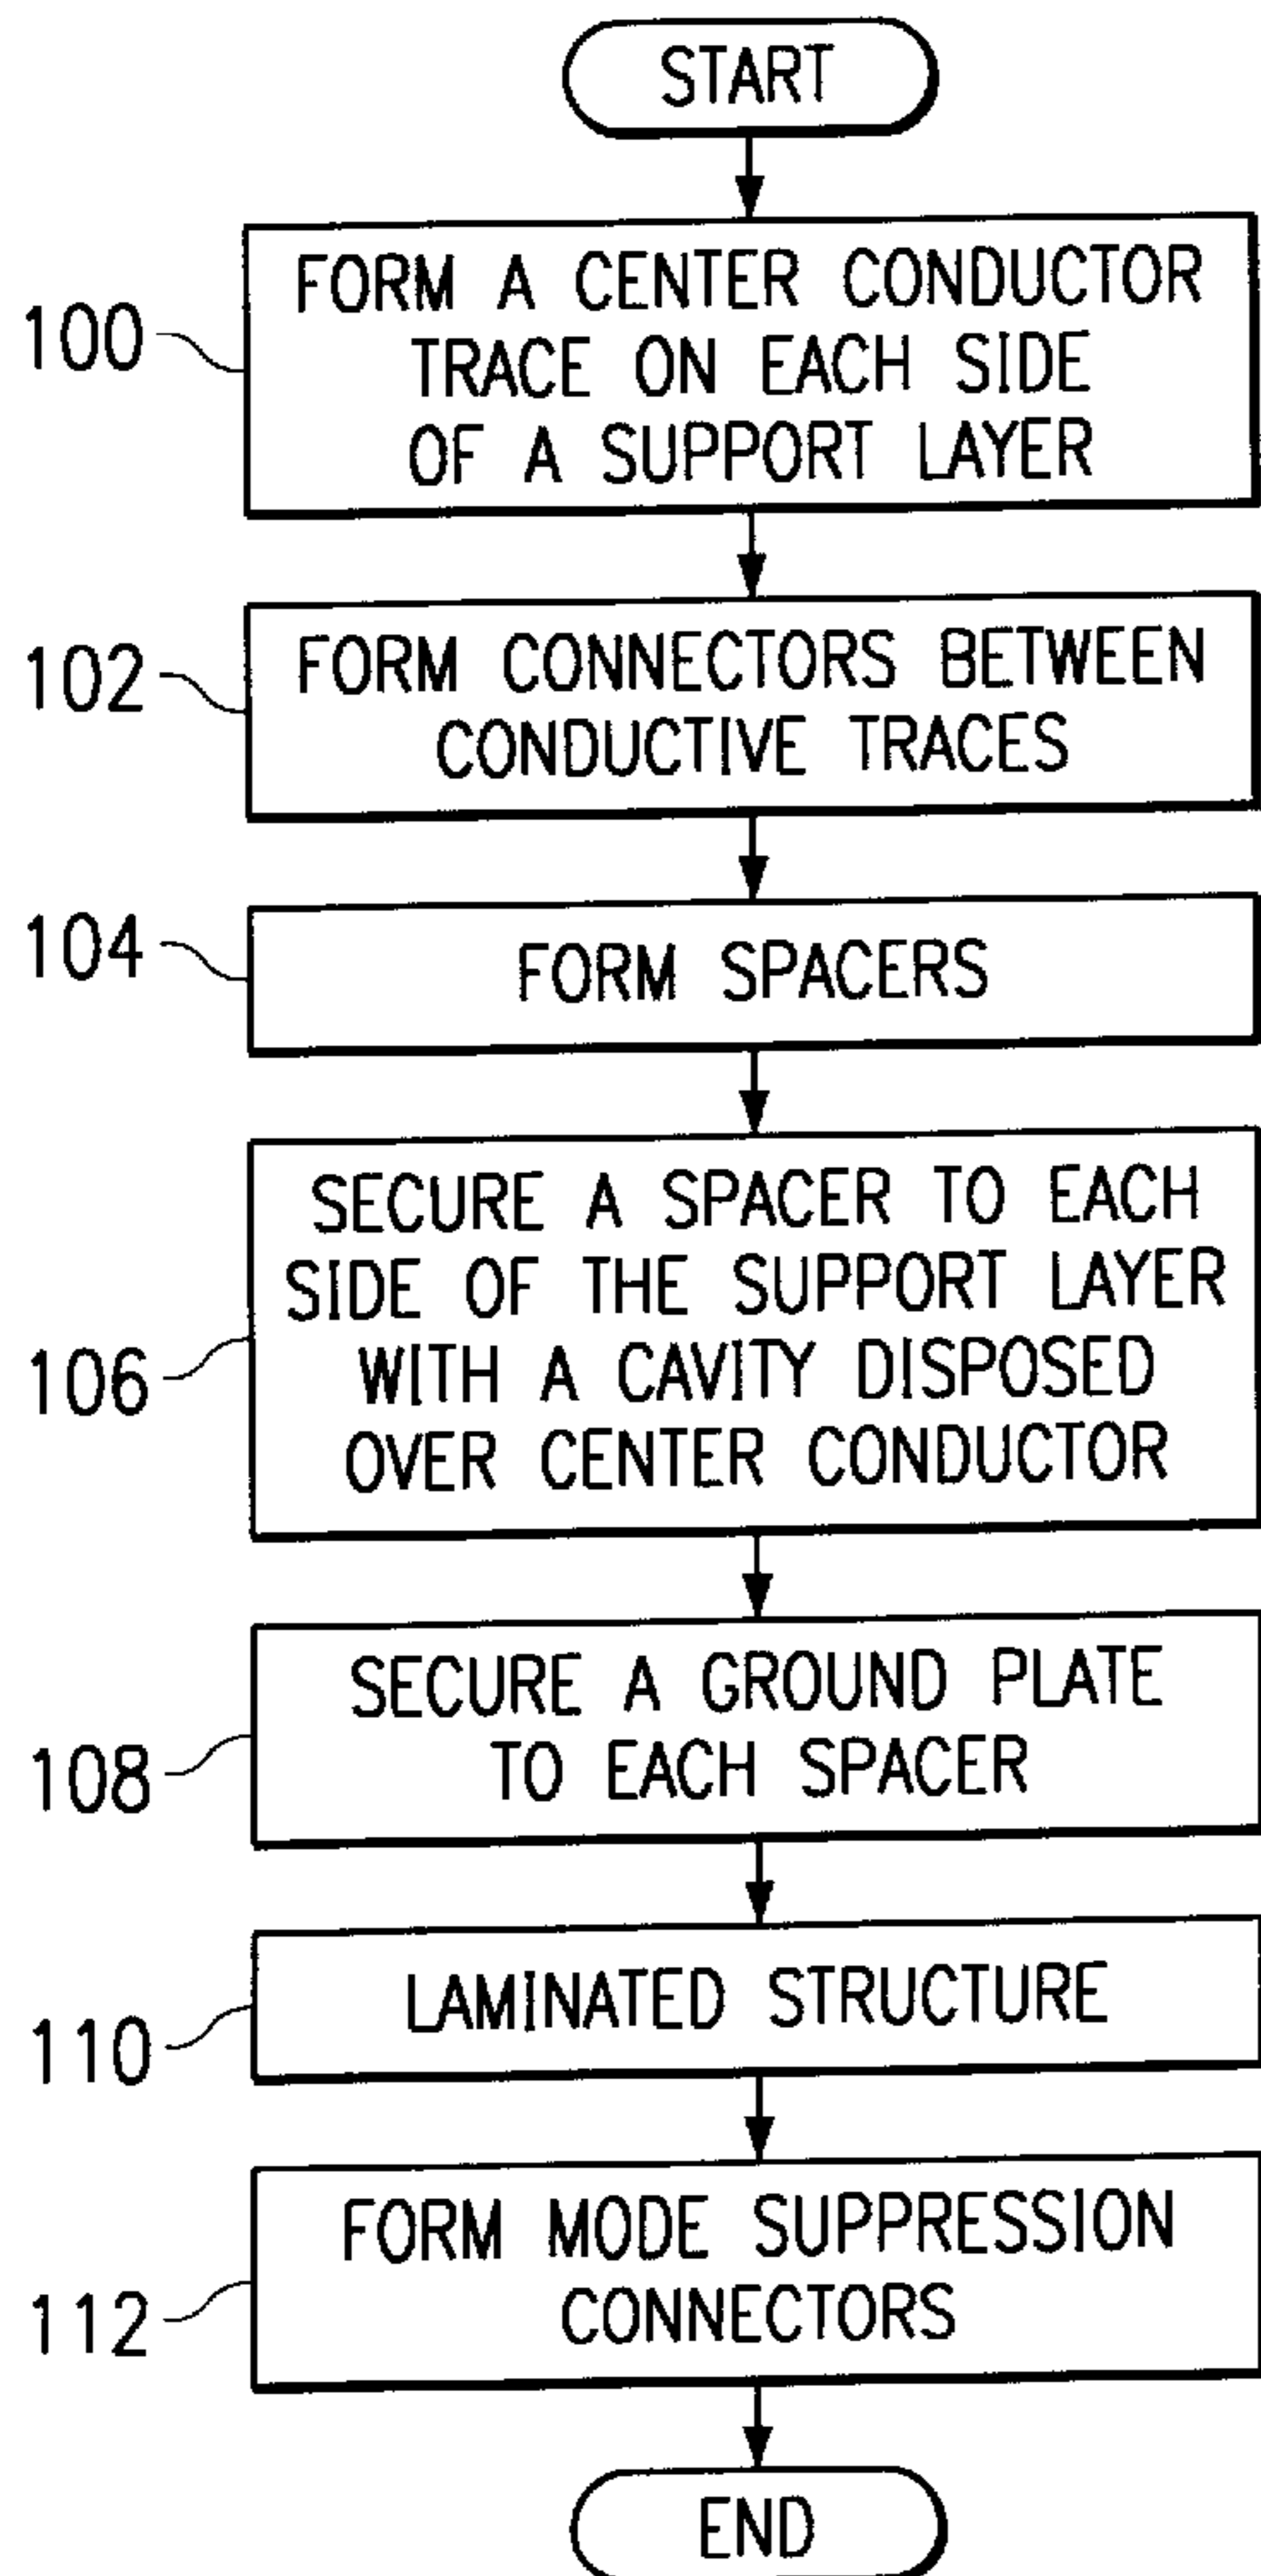 START
100
FORM A CENTER CONDUCTOR
TRACE ON EACH SIDE
OF A SUPPORT LAYER
102
FORM CONNECTORS BETWEEN
CONDUCTIVE TRACES
104
FORM SPACERS
106
SECURE A SPACER TO EACH
SIDE OF THE SUPPORT LAYER
WITH A CAVITY DISPOSED
OVER CENTER CONDUCTOR
108
SECURE A GROUND PLATE
TO EACH SPACER
110
LAMINATED STRUCTURE
112
FORM MODE SUPPRESSION
CONNECTORS
END